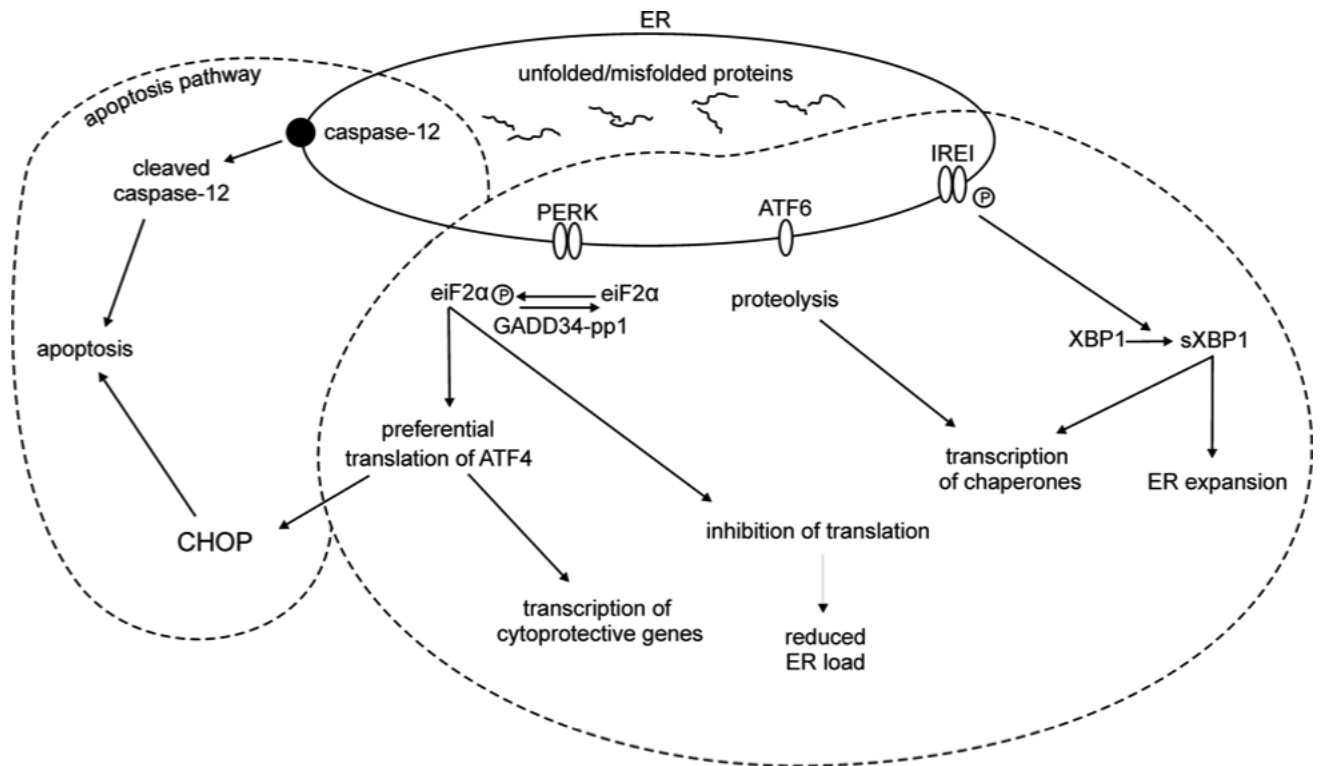 ER
unfolded/misfolded proteins
apoptosis pathway
caspase-12
cleaved
caspase-12
IREI
P
PERK
ATF6
eiF2α P
eiF2α
GADD34-pp1
proteolysis
XBP1
sXBP1
apoptosis
preferential
translation of ATF4
transcription
of chaperones
ER expansion
CHOP
inhibition of translation
transcription of
cytoprotective genes
reduced
ER load